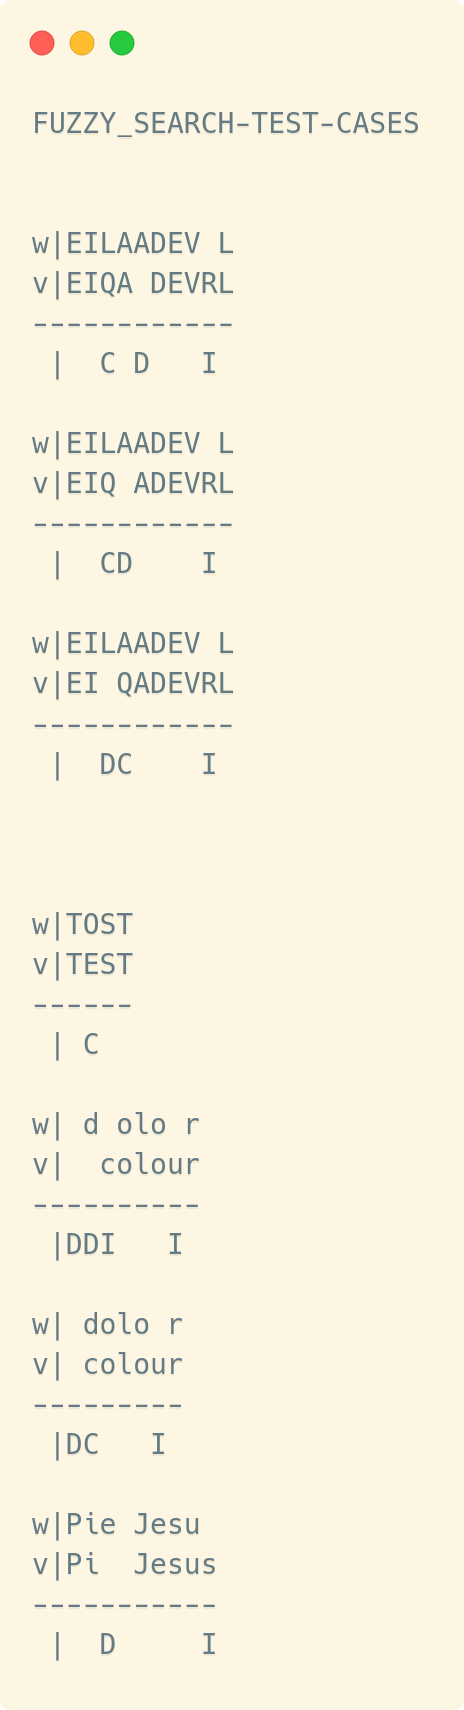 FUZZY_SEARCH-TEST-CASES

w|EILAADEV L
v|EIQA DEVRL
------------
 |  C D   I

w|EILAADEV L
v|EIQ ADEVRL
------------
 |  CD    I

w|EILAADEV L
v|EI QADEVRL
------------
 |  DC    I

w|TOST
v|TEST
------
 | C

w| d olo r
v|  colour
----------
 |DDI   I

w| dolo r
v| colour
---------
 |DC   I

w|Pie Jesu
v|Pi  Jesus
-----------
 |  D     I